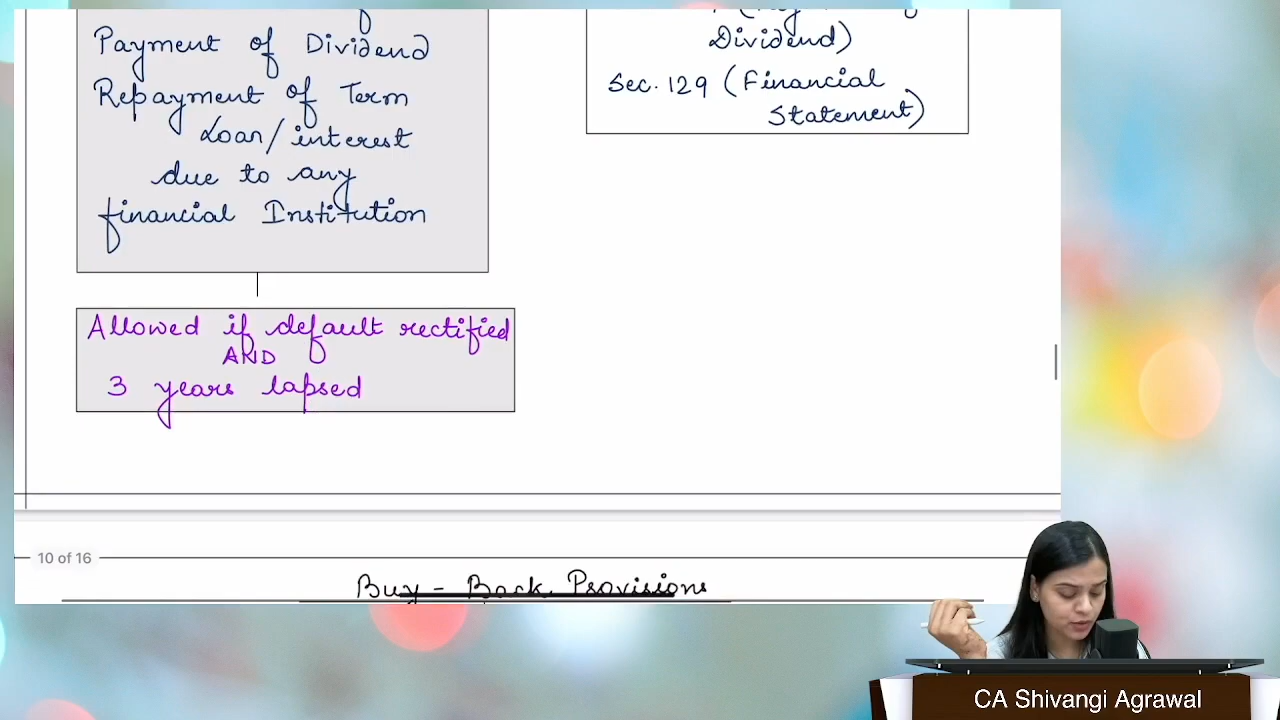 Payment of Dividend
Repayment of Term
Loan/interest
due to any
financial Institution
Dividend)
Sec. 129 (Financial
Statement)
Allowed if default rectified
AND
3 years lapsed
10 of 16
Buy - Back Provisions
CA Shivangi Agrawal